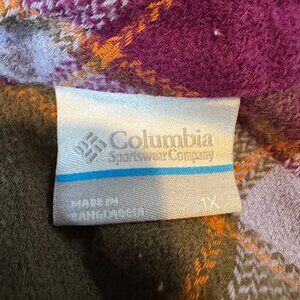 Columbia
Sportswear Company
MADE IN
BANGLADESH
1X